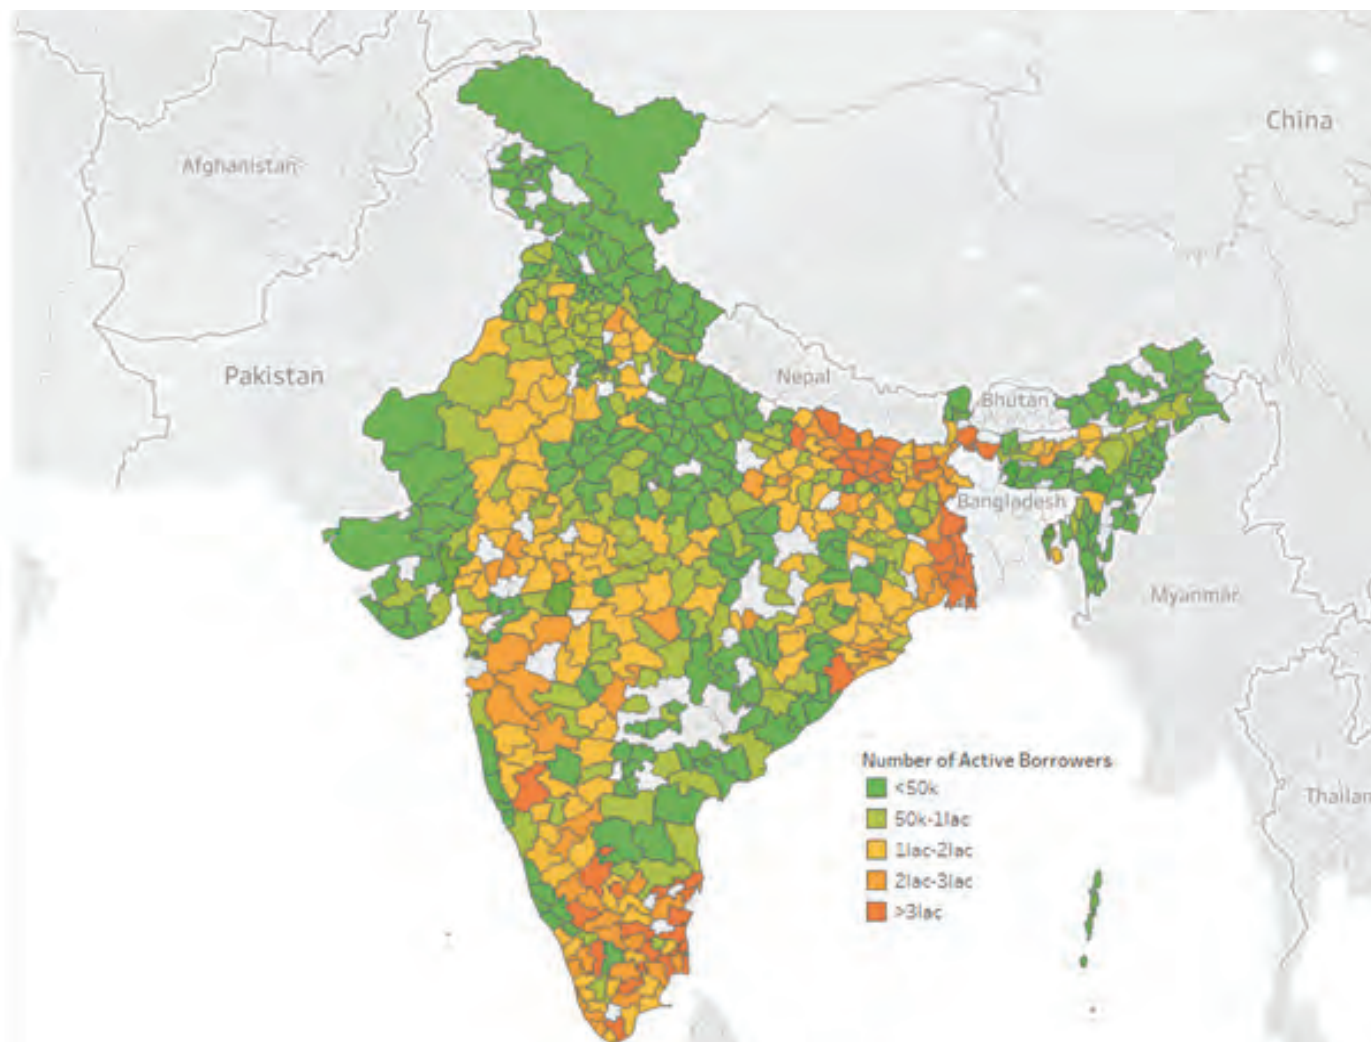 China
Afghanistan
Pakistan
Nepal
Bhutan
Bangladesh
Myanmar
Number of Active Borrowers
<50k
50k-1lac
1lac-2lac
2lac-3lac
>3lac
Thailan